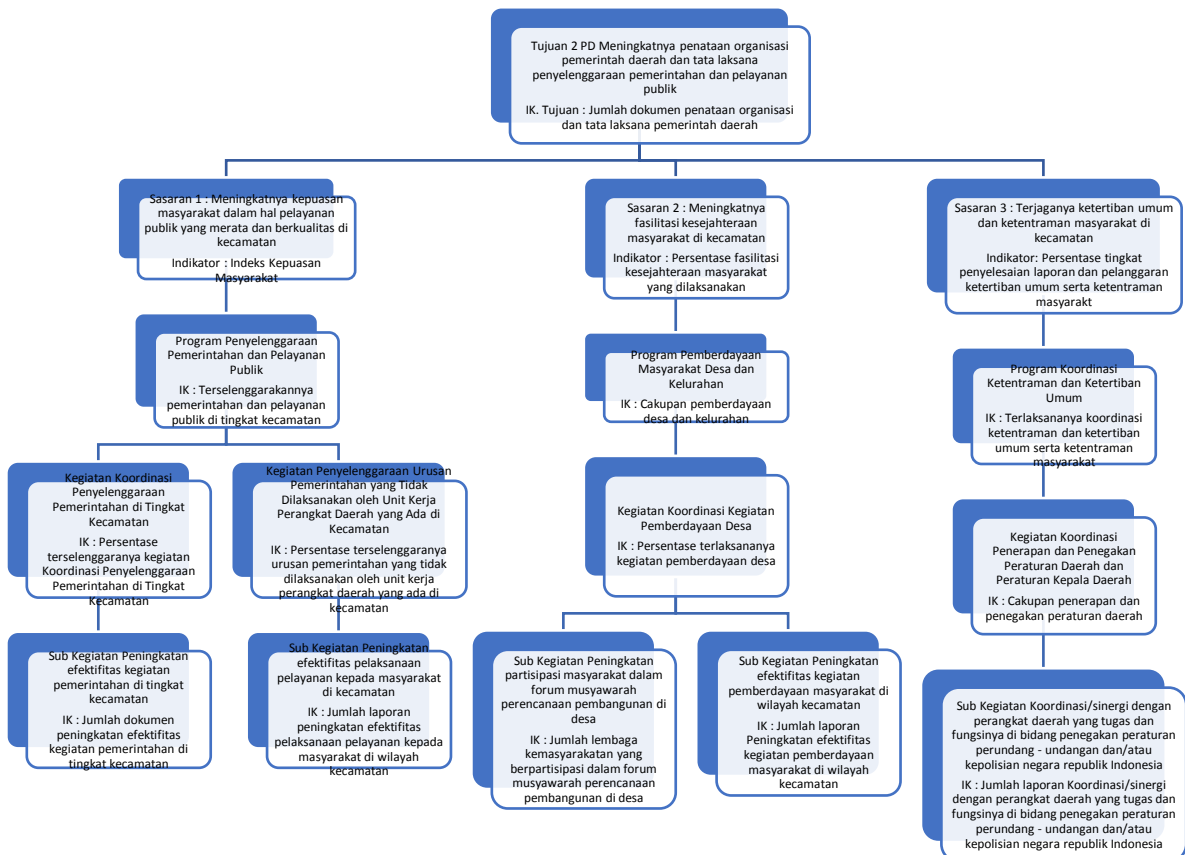 Tujuan 2 PD Meningkatnya penataan organisasi
pemerintah daerah dan tata laksana
penyelenggaraan pemerintahan dan pelayanan
publik
IK. Tujuan : Jumlah dokumen penataan organisasi
dan tata laksana pemerintah daerah
Sasaran 1 : Meningkatnya kepuasan
masyarakat dalam hal pelayanan
publik yang merata dan berkualitas di
kecamatan
Indikator : Indeks Kepuasan
Masyarakat
Sasaran 2 : Meningkatnya
fasilitasi kesejahteraan
masyarakat di kecamatan
Indikator : Persentase fasilitasi
kesejahteraan masyarakat
yang dilaksanakan
Sasaran 3 : Terjaganya ketertiban umum
dan ketentraman masyarakat di
kecamatan
Indikator: Persentase tingkat
penyelesaian laporan dan pelanggaran
ketertiban umum serta ketentraman
masyarakt
Program Penyelenggaraan
Pemerintahan dan Pelayanan
Publik
IK : Terselenggarakannya
pemerintahan dan pelayanan
publik di tingkat kecamatan
Program Pemberdayaan
Masyarakat Desa dan
Kelurahan
IK : Cakupan pemberdayaan
desa dan kelurahan
Program Koordinasi
Ketentraman dan Ketertiban
Umum
IK : Terlaksananya koordinasi
ketentraman dan ketertiban
umum serta ketentraman
masyarakat
Kegiatan Koordinasi
Penyelenggaraan
Pemerintahan di Tingkat
Kecamatan
IK : Persentase
terselenggaranya kegiatan
Koordinasi Penyelenggaraan
Pemerintahan di Tingkat
Kecamatan
Kegiatan Penyelenggaraan Urusan
Pemerintahan yang Tidak
Dilaksanakan oleh Unit Kerja
Perangkat Daerah yang Ada di
Kecamatan
IK : Persentase terselenggaranya
urusan pemerintahan yang tidak
dilaksanakan oleh unit kerja
perangkat daerah yang ada di
kecamatan
Kegiatan Koordinasi Kegiatan
Pemberdayaan Desa
IK : Persentase terlaksananya
kegiatan pemberdayaan desa
Kegiatan Koordinasi
Penerapan dan Penegakan
Peraturan Daerah dan
Peraturan Kepala Daerah
IK : Cakupan penerapan dan
penegakan peraturan daerah
Sub Kegiatan Peningkatan
efektifitas kegiatan
pemerintahan di tingkat
kecamatan
IK : Jumlah dokumen
peningkatan efektifitas
kegiatan pemerintahan di
tingkat kecamatan
Sub Kegiatan Peningkatan
efektifitas pelaksanaan
pelayanan kepada masyarakat
di kecamatan
IK : Jumlah laporan
peningkatan efektifitas
pelaksanaan pelayanan kepada
masyarakat di wilayah
kecamatan
Sub Kegiatan Peningkatan
partisipasi masyarakat dalam
forum musyawarah
perencanaan pembangunan di
desa
IK : Jumlah lembaga
kemasyarakatan yang
berpartisipasi dalam forum
musyawarah perencanaan
pembangunan di desa
Sub Kegiatan Peningkatan
efektifitas kegiatan
pemberdayaan masyarakat di
wilayah kecamatan
IK : Jumlah laporan
Peningkatan efektifitas
kegiatan pemberdayaan
masyarakat di wilayah
kecamatan
Sub Kegiatan Koordinasi/sinergi dengan
perangkat daerah yang tugas dan
fungsinya di bidang penegakan peraturan
perundang - undangan dan/atau
kepolisian negara republik Indonesia
IK : Jumlah laporan Koordinasi/sinergi
dengan perangkat daerah yang tugas dan
fungsinya di bidang penegakan peraturan
perundang - undangan dan/atau
kepolisian negara republik Indonesia